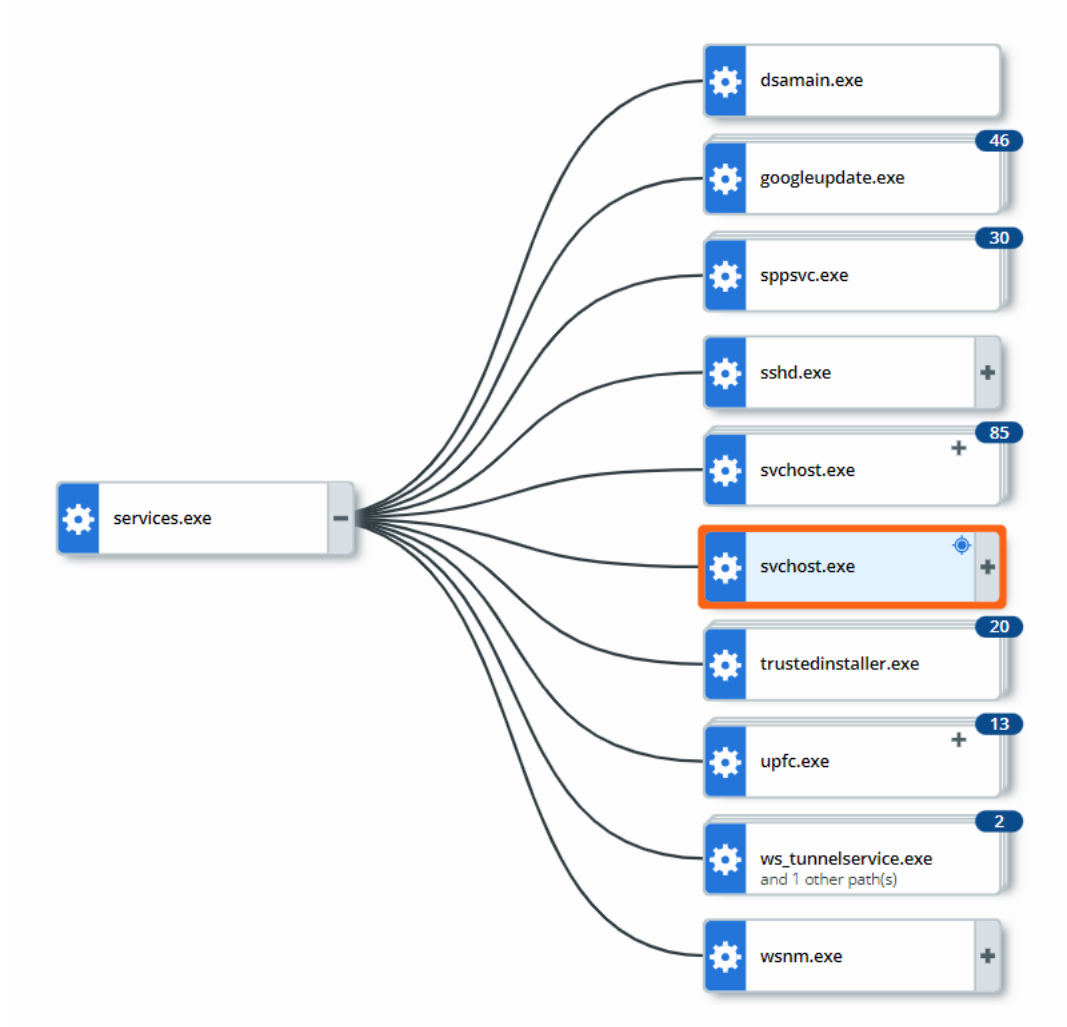 dsamain.exe
46
googleupdate.exe
30
sppsvc.exe
sshd.exe
85
svchost.exe
services.exe
svchost.exe
20
trustedinstaller.exe
13
upfc.exe
2
ws_tunnelservice.exe
and 1 other path(s)
wsnm.exe